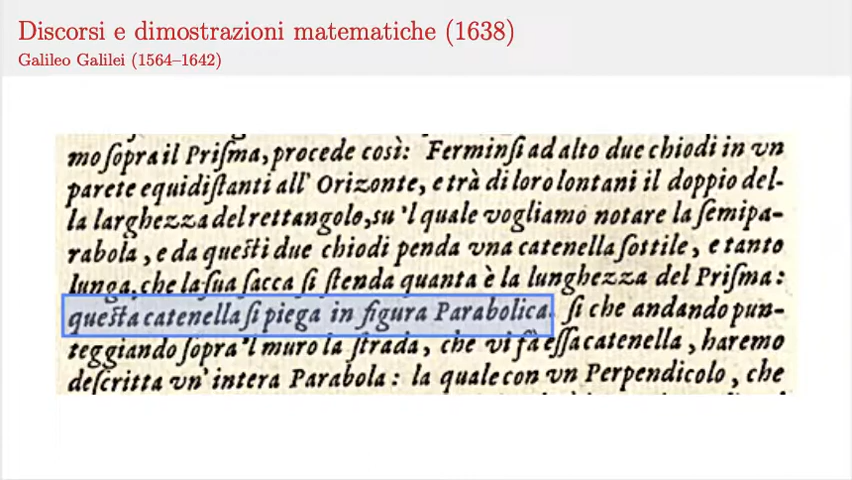 Discorsi e dimostrazioni matematiche (1638)
Galileo Galilei (1564–1642)
mo ſopra il Priſma, procede così: Ferminſi ad alto due chiodi in vn
parete equidiſtanti all' Orizonte, e trà di loro lontani il doppio del-
la larghezza del rettangolo, su 'l quale vogliamo notare la ſemipa-
rabola, e da queſti due chiodi penda vna catenella ſottile, e tanto
lunga, che la ſua ſacca ſi ſtenda quanta è la lunghezza del Priſma:
queſta catenella ſi piega in figura Parabolica. ſi che andando pun-
teggiando ſopra 'l muro la ſtrada, che vi fà eſſa catenella, haremo
deſcritta vn' intera Parabola: la quale con vn Perpendicolo, che